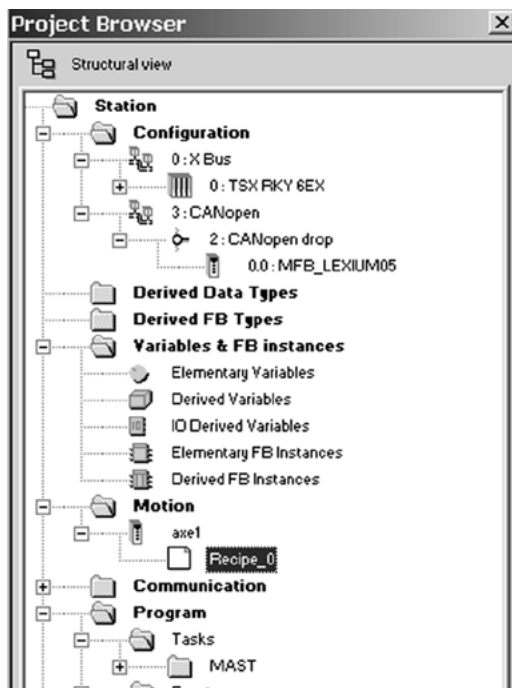 Project Browser
Structural view
Station
Configuration
0 : X Bus
0 : TSX RKY 6EX
3 : CANopen
2 : CANopen drop
0.0 : MFB_LEXIUM05
Derived Data Types
Derived FB Types
Variables & FB instances
Elementary Variables
Derived Variables
IO Derived Variables
Elementary FB Instances
Derived FB Instances
Motion
axe1
Recipe_0
Communication
Program
Tasks
MAST